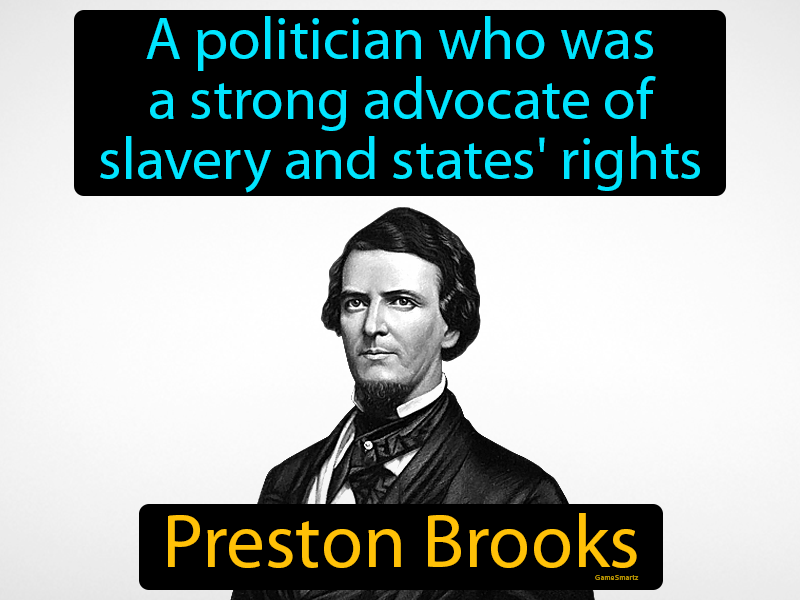 A politician who was
a strong advocate of
slavery and states' rights
Preston Brooks
GameSmartz